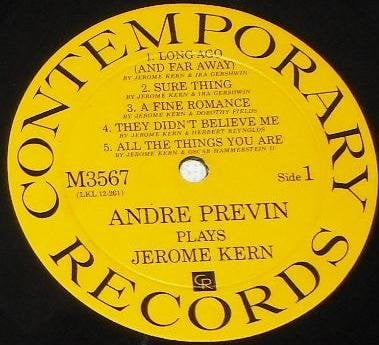 CONTEMPORARY
1. LONG AGO
(AND FAR AWAY)
BY JEROME KERN & IRA GERSHWIN
2. SURE THING
BY JEROME KERN & IRA GERSHWIN
3. A FINE ROMANCE
BY JEROME KERN & DOROTHY FIELDS
4. THEY DIDN'T BELIEVE ME
BY JEROME KERN & HERBERT REYNOLDS
5. ALL THE THINGS YOU ARE
BY JEROME KERN & OSCAR HAMMERSTEIN II
M3567
Side 1
(LKL 12-261)
ANDRE PREVIN
PLAYS
JEROME KERN
CR
RECORDS